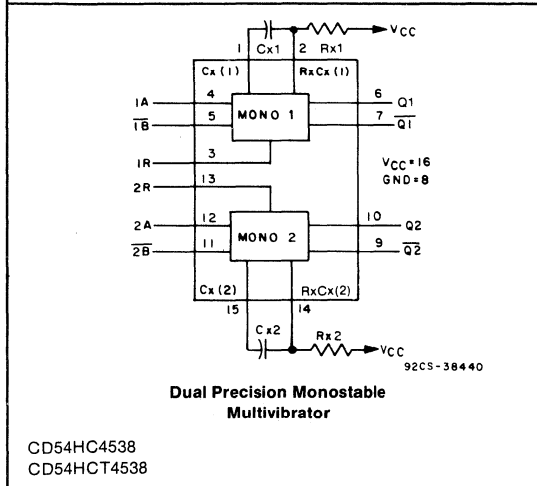 VCC
1 Cx1 2 Rx1
Cx(1) RxCx(1)
1A 4 6 Q1
MONO 1
1B 5 7 Q1
1R 3
VCC=16
GND=8
2R 13
2A 12 10 Q2
MONO 2
2B 11 9 Q2
Cx(2) RxCx(2)
15 14
Cx2 Rx2 VCC
92CS-38440
Dual Precision Monostable
Multivibrator
CD54HC4538
CD54HCT4538